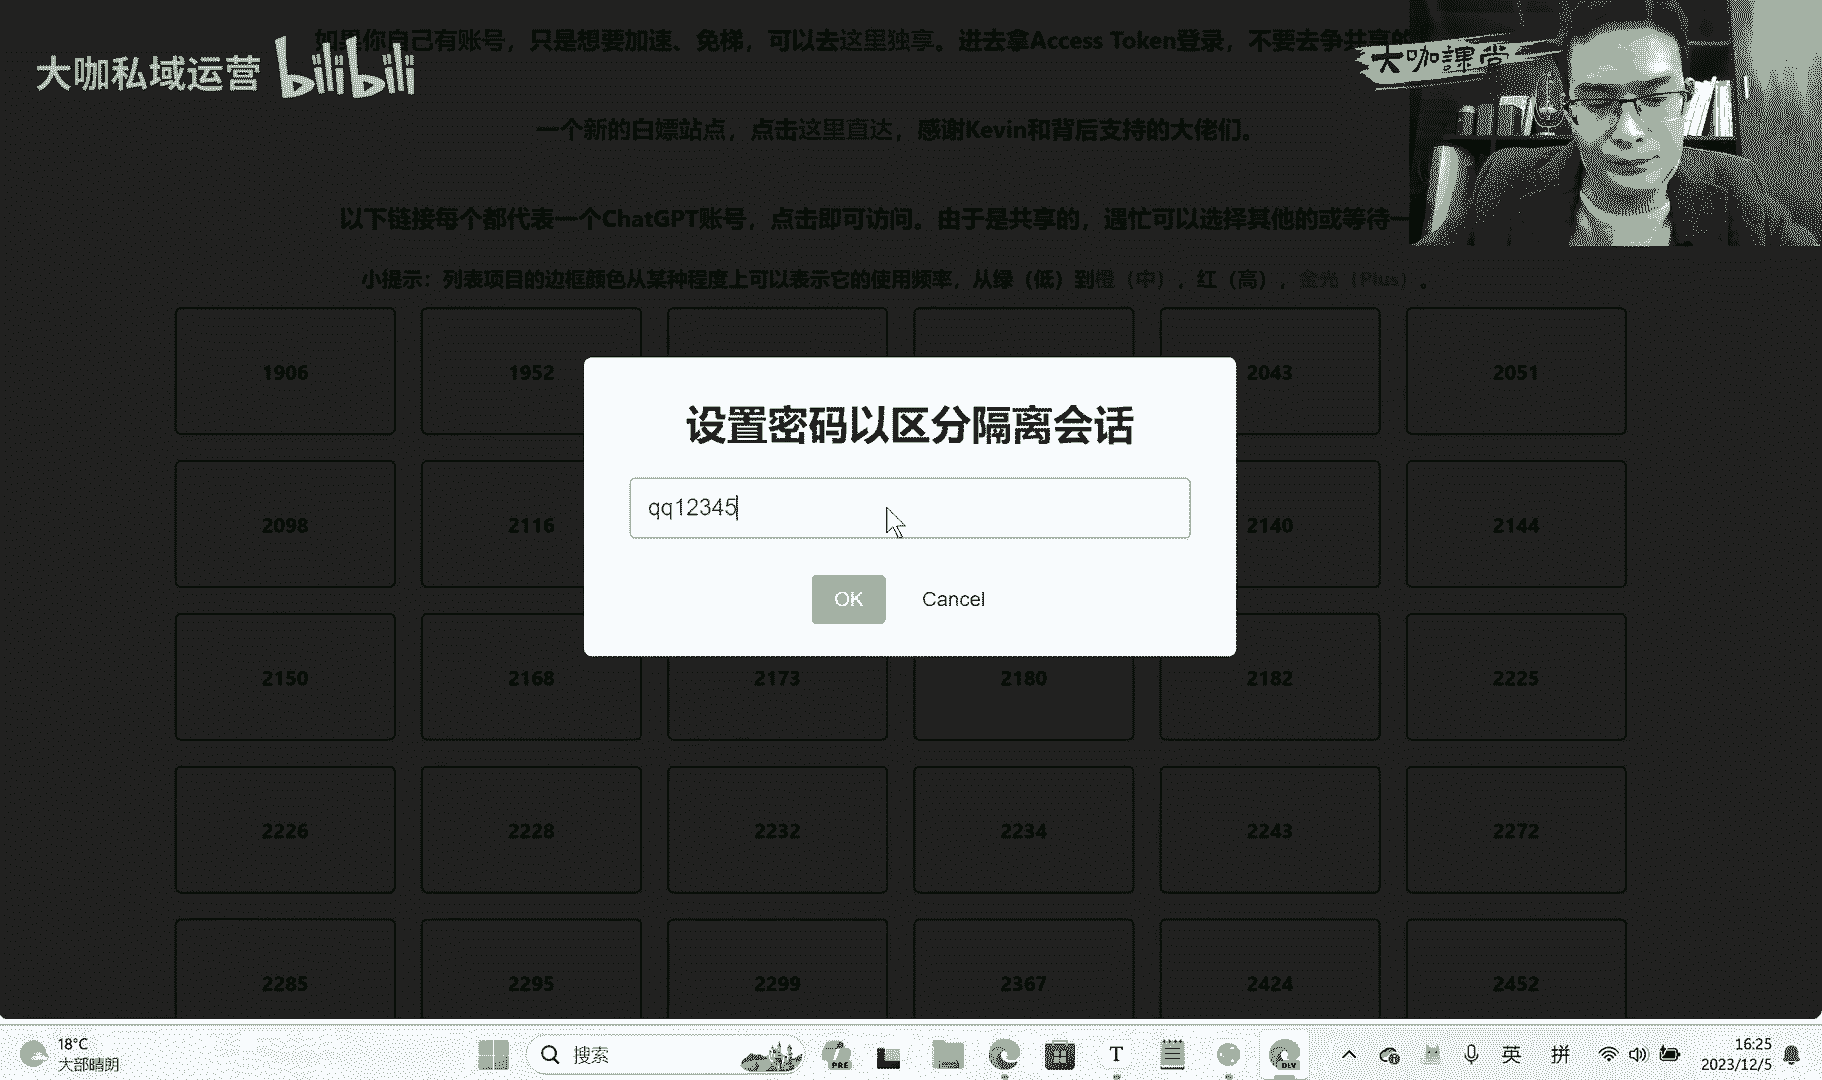 如果你自己有账号，只是想要加速、免梯，可以去这里独享。进去拿Access Token登录，不要去争共享的
大咖私域运营 bilibili
大咖課堂
一个新的白嫖站点，点击这里直达，感谢Kevin和背后支持的大佬们。
以下链接每个都代表一个ChatGPT账号，点击即可访问。由于是共享的，遇忙可以选择其他的或等待一
小提示：列表项目的边框颜色从某种程度上可以表示它的使用频率，从绿（低）到橙（中），红（高），金光（Plus）。
1906 1952 2043 2051
设置密码以区分隔离会话
qq12345
2098 2116 2140 2144
OK Cancel
2150 2168 2173 2180 2182 2225
2226 2228 2232 2234 2243 2272
2285 2295 2299 2367 2424 2452
18°C
大部晴朗
搜索
PRE
T
DEV
英 拼
16:25
2023/12/5